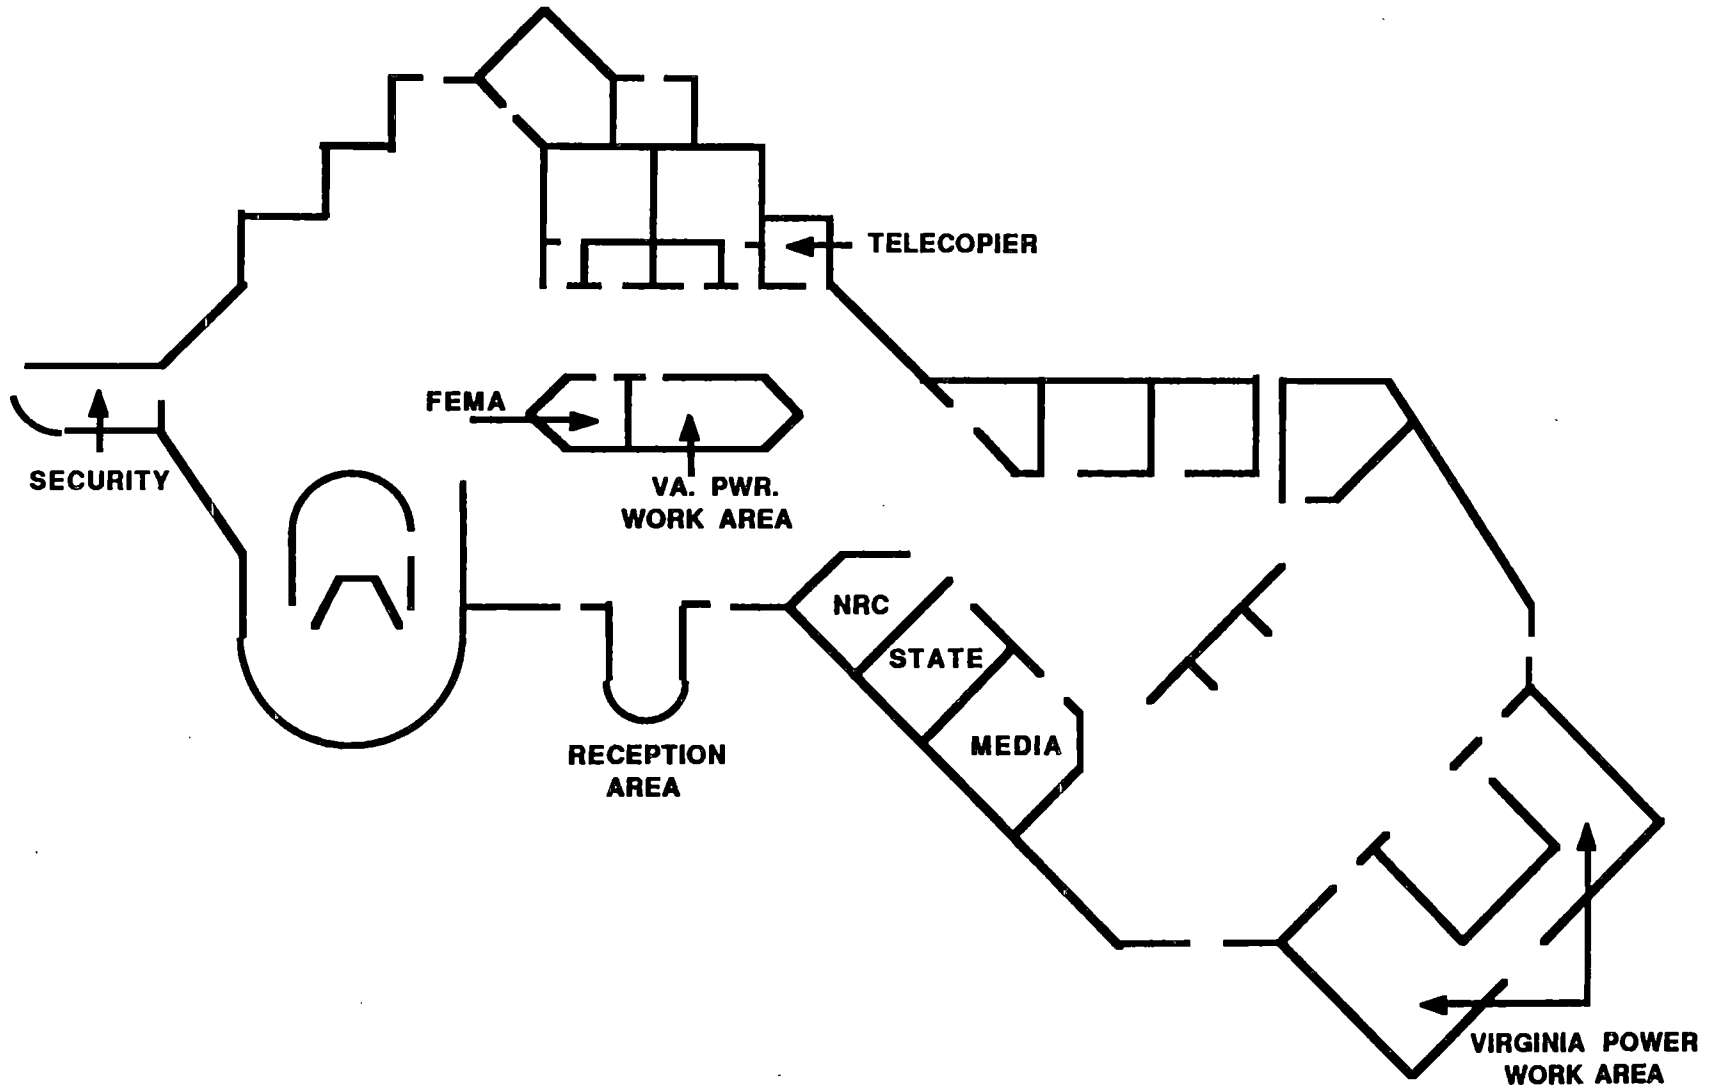 TELECOPIER
FEMA
SECURITY
VA. PWR.
WORK AREA
NRC
STATE
MEDIA
RECEPTION
AREA
VIRGINIA POWER
WORK AREA